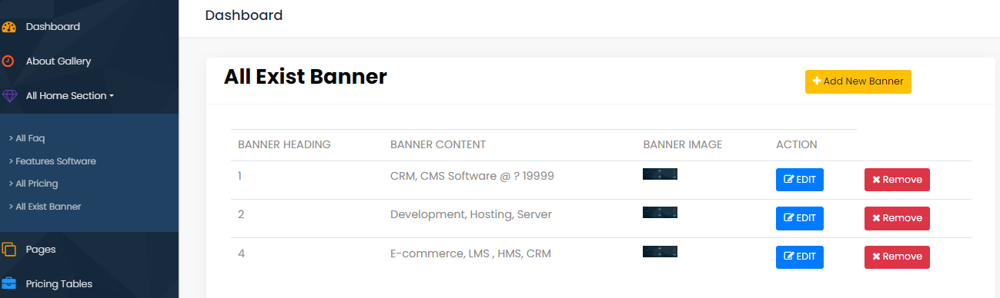 Dashboard
About Gallery
All Home Section
> All Faq
> Features Software
> All Pricing
> All Exist Banner
Pages
Pricing Tables
Dashboard
All Exist Banner
Add New Banner
BANNER HEADING BANNER CONTENT BANNER IMAGE ACTION
1 CRM, CMS Software @ ? 19999 EDIT Remove
2 Development, Hosting, Server EDIT Remove
4 E-commerce, LMS , HMS, CRM EDIT Remove